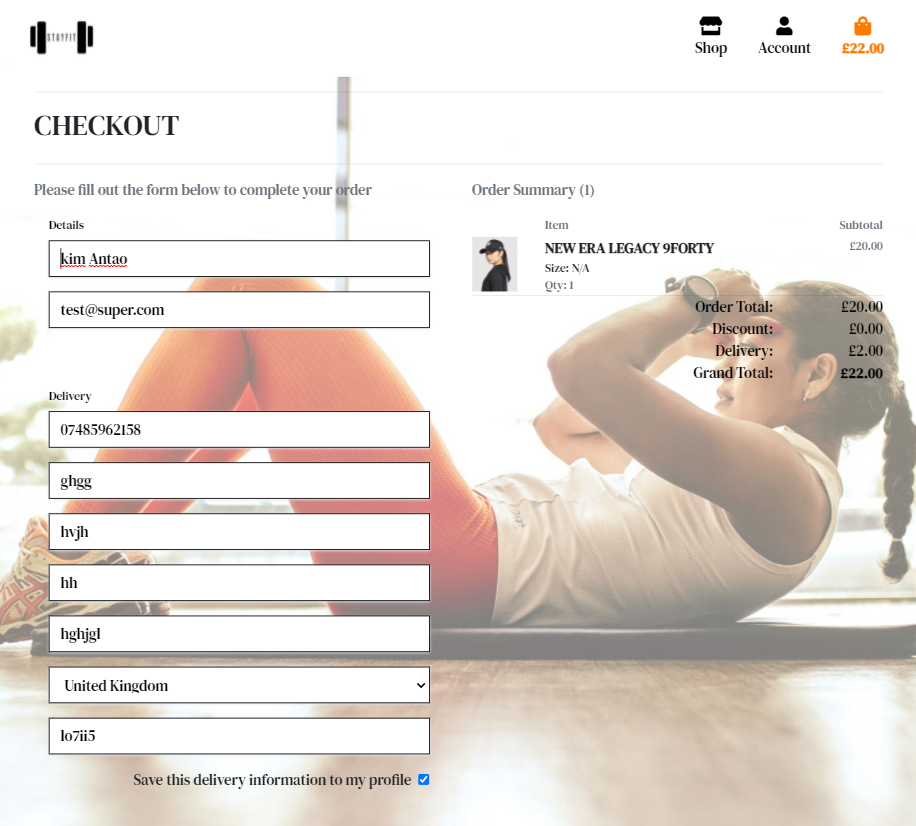 STAYFIT
Shop
Account
£22.00
CHECKOUT
Please fill out the form below to complete your order
Details
kim Antao
test@super.com
Delivery
07485962158
ghgg
hvjh
hh
hghjgl
United Kingdom
lo7ii5
Save this delivery information to my profile
Order Summary (1)
Item Subtotal
NEW ERA LEGACY 9FORTY £20.00
Size: N/A
Qty: 1
Order Total: £20.00
Discount: £0.00
Delivery: £2.00
Grand Total: £22.00